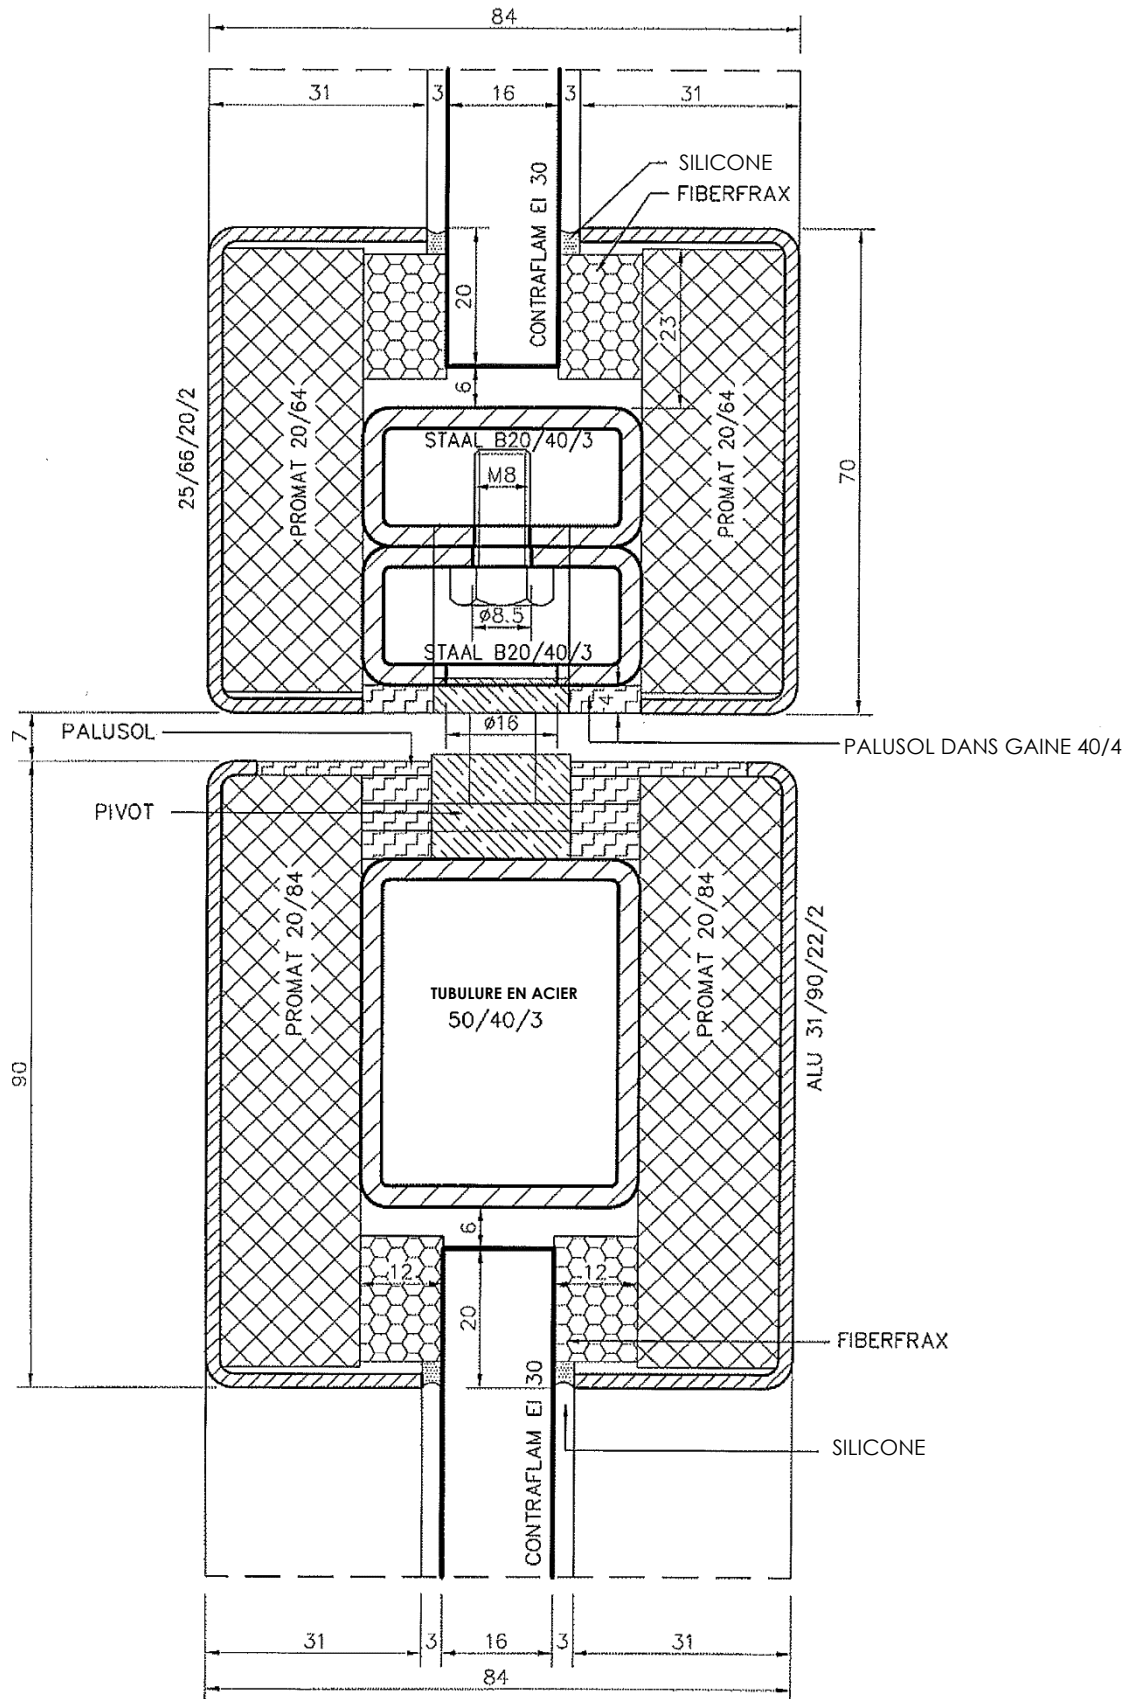 84
31
3
16
3
31
SILICONE
FIBERFRAX
CONTRAFLAM EI 30
20
23
6
25/66/20/2
PROMAT 20/64
PROMAT 20/64
70
STAAL B20/40/3
M8
Ø8.5
STAAL B20/40/3
4
Ø16
7
PALUSOL
PALUSOL DANS GAINE 40/4
PIVOT
PROMAT 20/84
PROMAT 20/84
ALU 31/90/22/2
TUBULURE EN ACIER
50/40/3
90
6
12
12
20
FIBERFRAX
CONTRAFLAM EI 30
SILICONE
31
3
16
3
31
84